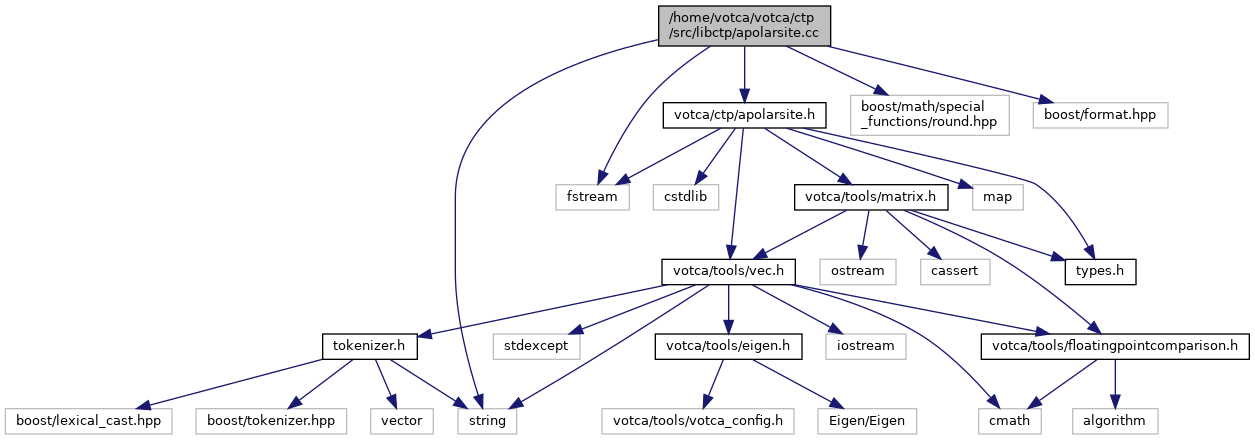 /home/votca/votca/ctp
/src/libctp/apolarsite.cc
votca/ctp/apolarsite.h
boost/math/special
_functions/round.hpp
boost/format.hpp
fstream
cstdlib
votca/tools/matrix.h
map
votca/tools/vec.h
ostream
cassert
types.h
tokenizer.h
stdexcept
votca/tools/eigen.h
iostream
votca/tools/floatingpointcomparison.h
boost/lexical_cast.hpp
boost/tokenizer.hpp
vector
string
votca/tools/votca_config.h
Eigen/Eigen
cmath
algorithm